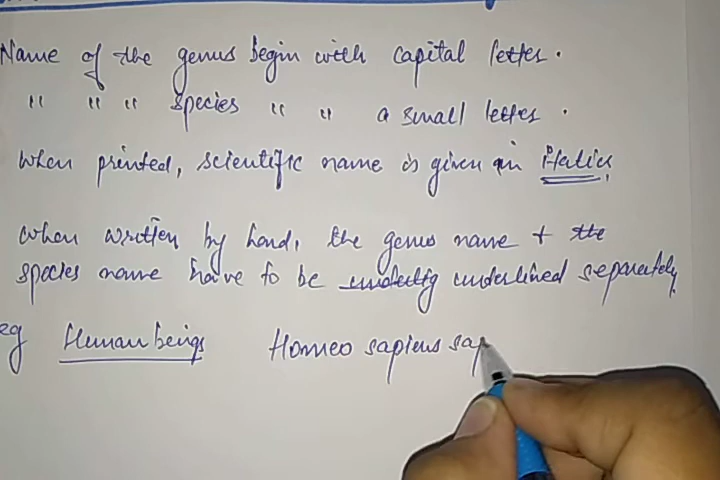 Name of the genus begin with capital letter.
" " " species " " a small letter.
When printed, scientific name is given in Italics
When written by hand, the genus name + the
species name have to be underlined separately
eg Human beings Homeo sapiens sap